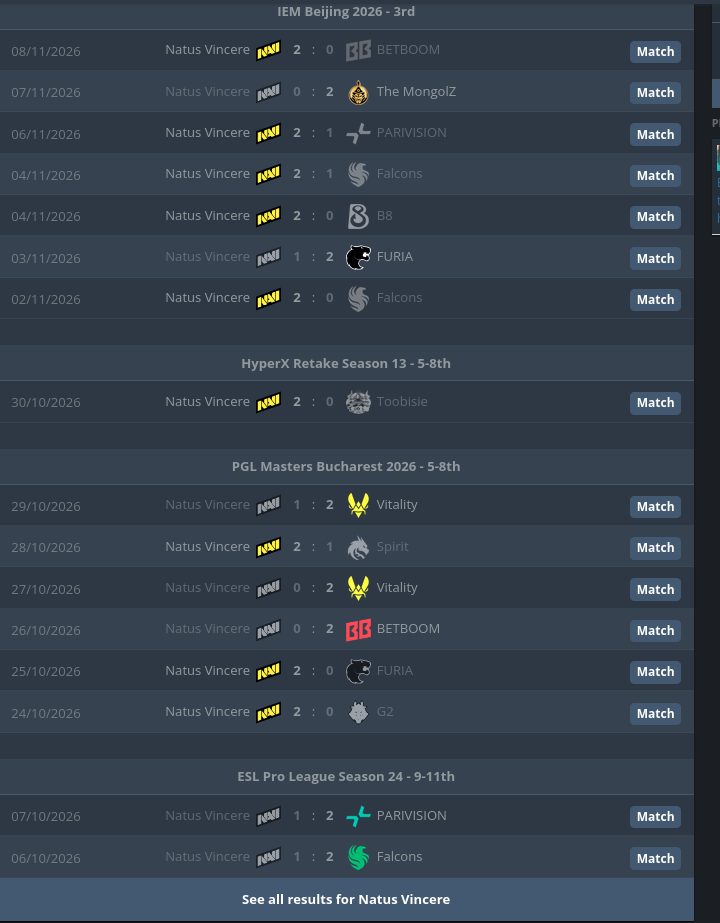 IEM Beijing 2026 - 3rd
08/11/2026 Natus Vincere 2 : 0 BETBOOM Match
07/11/2026 Natus Vincere 0 : 2 The MongolZ Match
06/11/2026 Natus Vincere 2 : 1 PARIVISION Match
04/11/2026 Natus Vincere 2 : 1 Falcons Match
04/11/2026 Natus Vincere 2 : 0 B8 Match
03/11/2026 Natus Vincere 1 : 2 FURIA Match
02/11/2026 Natus Vincere 2 : 0 Falcons Match
HyperX Retake Season 13 - 5-8th
30/10/2026 Natus Vincere 2 : 0 Toobisie Match
PGL Masters Bucharest 2026 - 5-8th
29/10/2026 Natus Vincere 1 : 2 Vitality Match
28/10/2026 Natus Vincere 2 : 1 Spirit Match
27/10/2026 Natus Vincere 0 : 2 Vitality Match
26/10/2026 Natus Vincere 0 : 2 BETBOOM Match
25/10/2026 Natus Vincere 2 : 0 FURIA Match
24/10/2026 Natus Vincere 2 : 0 G2 Match
ESL Pro League Season 24 - 9-11th
07/10/2026 Natus Vincere 1 : 2 PARIVISION Match
06/10/2026 Natus Vincere 1 : 2 Falcons Match
See all results for Natus Vincere